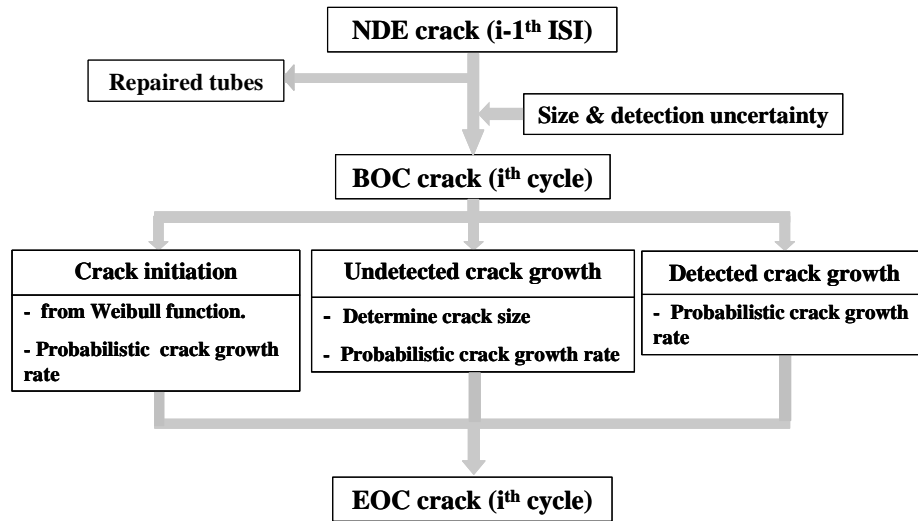 NDE crack (i-1th ISI)
Repaired tubes
Size & detection uncertainty
BOC crack (ith cycle)
Crack initiation
- from Weibull function.
- Probabilistic crack growth
rate
Undetected crack growth
- Determine crack size
- Probabilistic crack growth rate
Detected crack growth
- Probabilistic crack growth
rate
EOC crack (ith cycle)